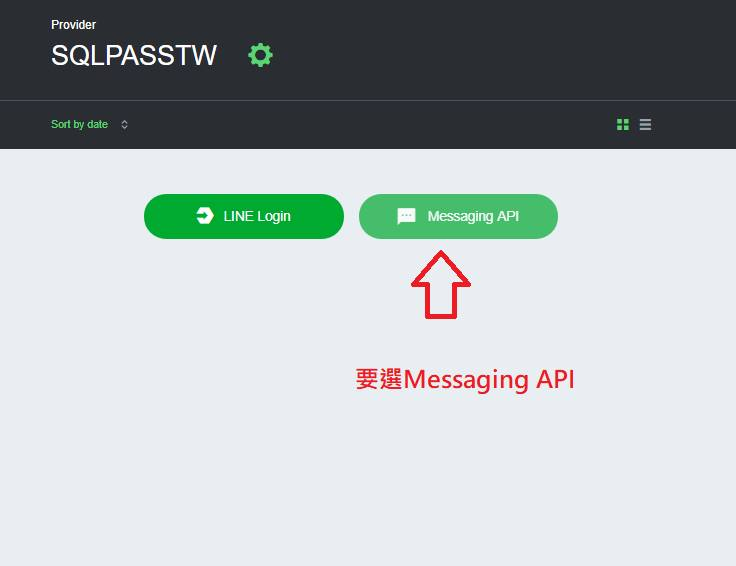 Provider
SQLPASSTW
Sort by date
LINE Login
Messaging API
要選Messaging API